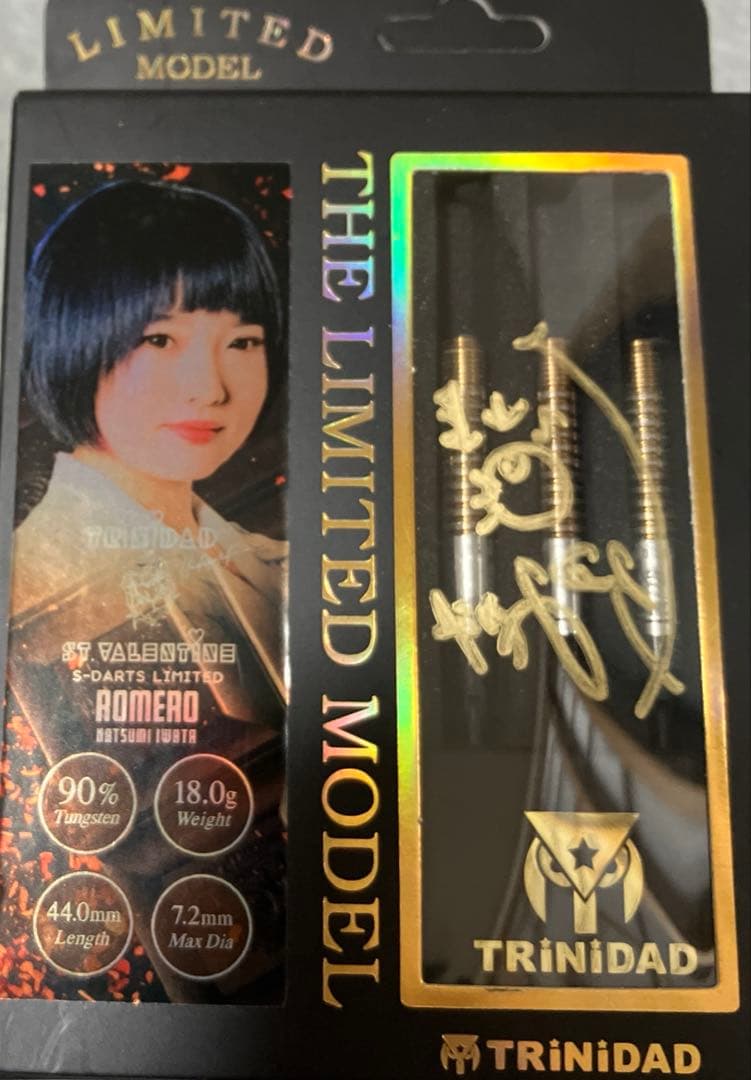 LIMITED
MODEL
THE LIMITED MODEL
TRiNiDAD
ST.VALENTINE
S-DARTS LIMITED
ROMERO
NATSUMI IWATA
90%
Tungsten
18.0g
Weight
44.0mm
Length
7.2mm
Max Dia
TRiNiDAD
TRiNiDAD